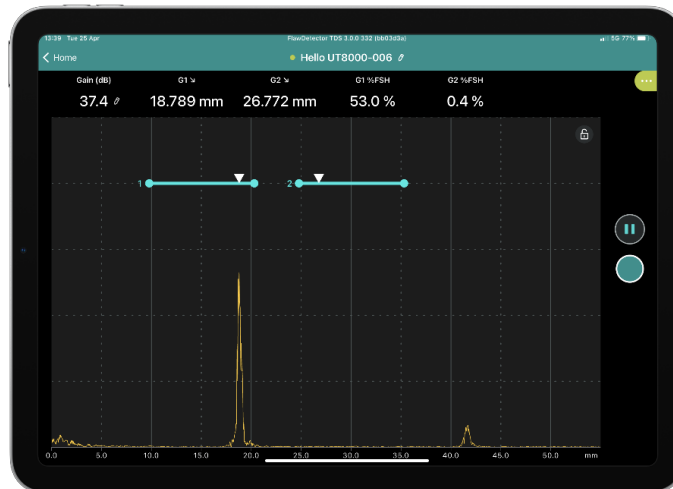 13:39 Tue 25 Apr
FlawDetector TDS 3.0.0 332 (bb03d3a)
5G 77%
Home
Hello UT8000-006
Gain (dB) G1 ↘ G2 ↘ G1 %FSH G2 %FSH
37.4 18.789 mm 26.772 mm 53.0 % 0.4 %
1 2
0.0 5.0 10.0 15.0 20.0 25.0 30.0 35.0 40.0 45.0 50.0 mm